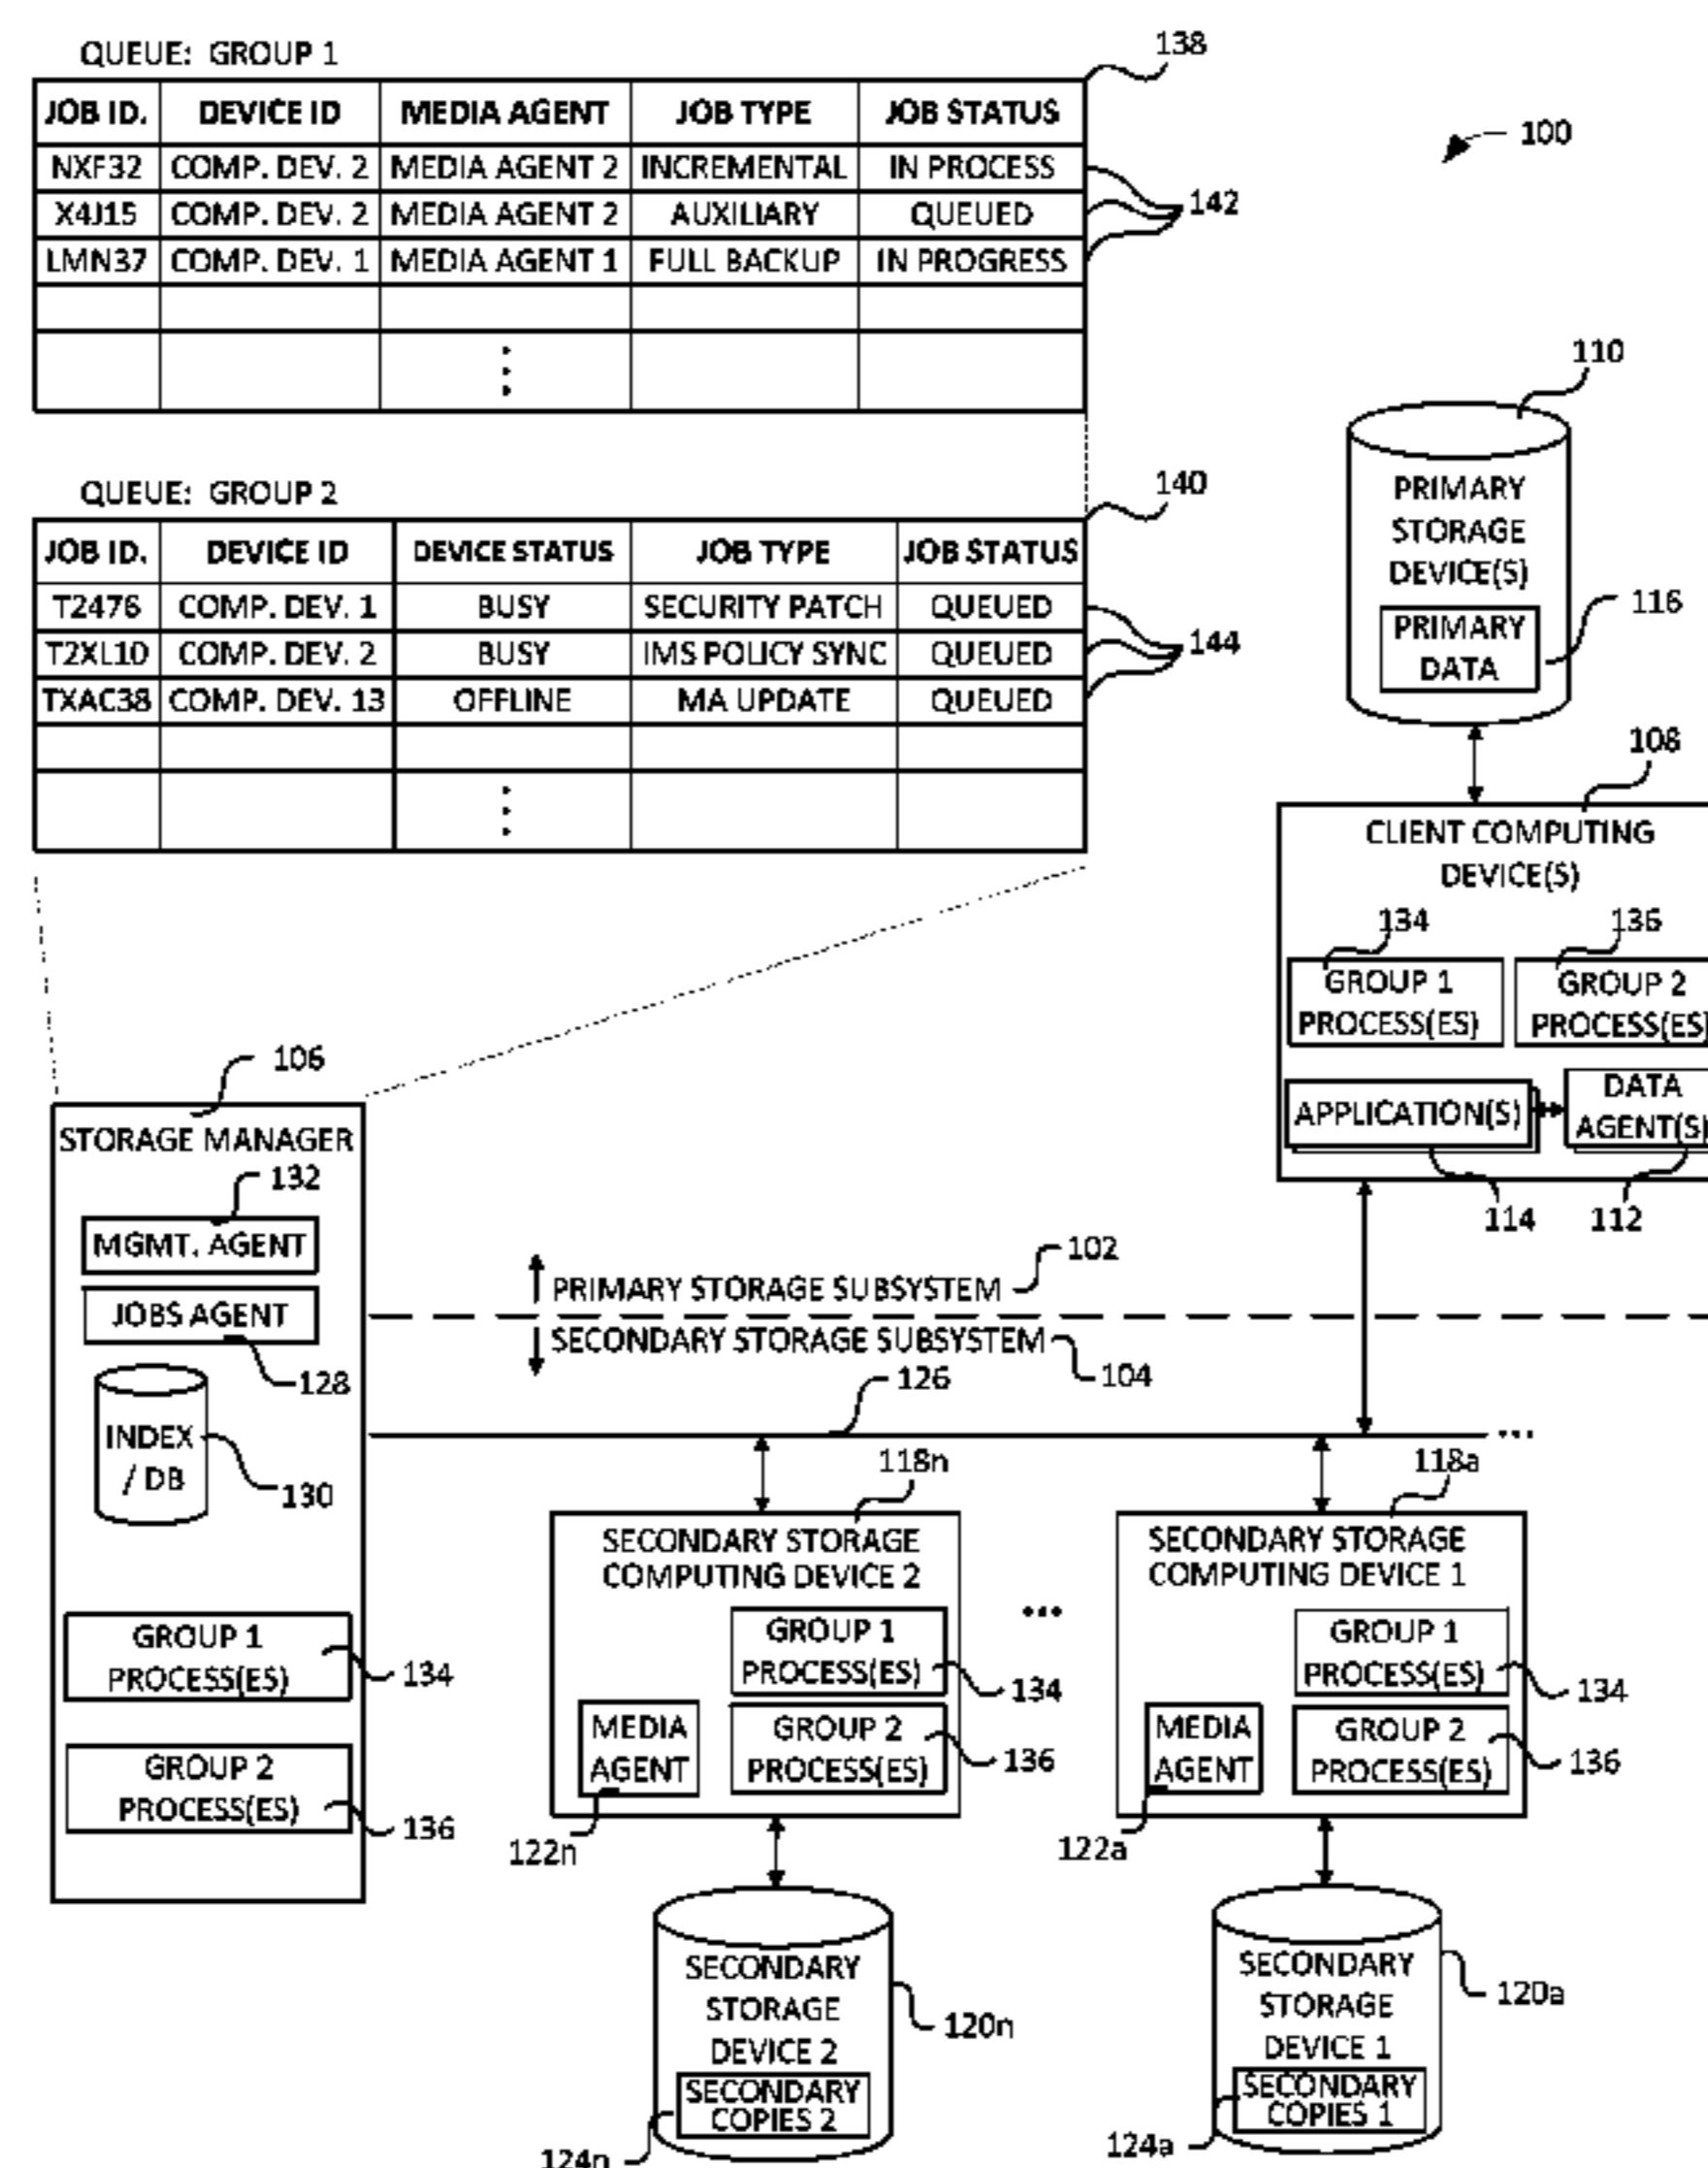 QUEUE: GROUP 1
138
JOB ID. DEVICE ID MEDIA AGENT JOB TYPE JOB STATUS
NXF32 COMP. DEV. 2 MEDIA AGENT 2 INCREMENTAL IN PROCESS
X4J15 COMP. DEV. 2 MEDIA AGENT 2 AUXILIARY QUEUED
LMN37 COMP. DEV. 1 MEDIA AGENT 1 FULL BACKUP IN PROGRESS
142
100
QUEUE: GROUP 2
140
JOB ID. DEVICE ID DEVICE STATUS JOB TYPE JOB STATUS
T2476 COMP. DEV. 1 BUSY SECURITY PATCH QUEUED
T2XL10 COMP. DEV. 2 BUSY IMS POLICY SYNC QUEUED
TXAC38 COMP. DEV. 13 OFFLINE MA UPDATE QUEUED
144
110
PRIMARY
STORAGE
DEVICE(S)
PRIMARY
DATA
116
108
CLIENT COMPUTING
DEVICE(S)
134
136
GROUP 1
PROCESS(ES)
GROUP 2
PROCESS(ES)
APPLICATION(S)
DATA
AGENT(S)
114
112
106
STORAGE MANAGER
132
MGMT. AGENT
JOBS AGENT
128
INDEX
/ DB
130
GROUP 1
PROCESS(ES)
134
GROUP 2
PROCESS(ES)
136
102
PRIMARY STORAGE SUBSYSTEM
SECONDARY STORAGE SUBSYSTEM
104
126
118n
SECONDARY STORAGE
COMPUTING DEVICE 2
GROUP 1
PROCESS(ES)
134
MEDIA
AGENT
GROUP 2
PROCESS(ES)
136
122n
118a
SECONDARY STORAGE
COMPUTING DEVICE 1
GROUP 1
PROCESS(ES)
134
MEDIA
AGENT
GROUP 2
PROCESS(ES)
136
122a
SECONDARY
STORAGE
DEVICE 2
SECONDARY
COPIES 2
120n
124n
SECONDARY
STORAGE
DEVICE 1
SECONDARY
COPIES 1
120a
124a